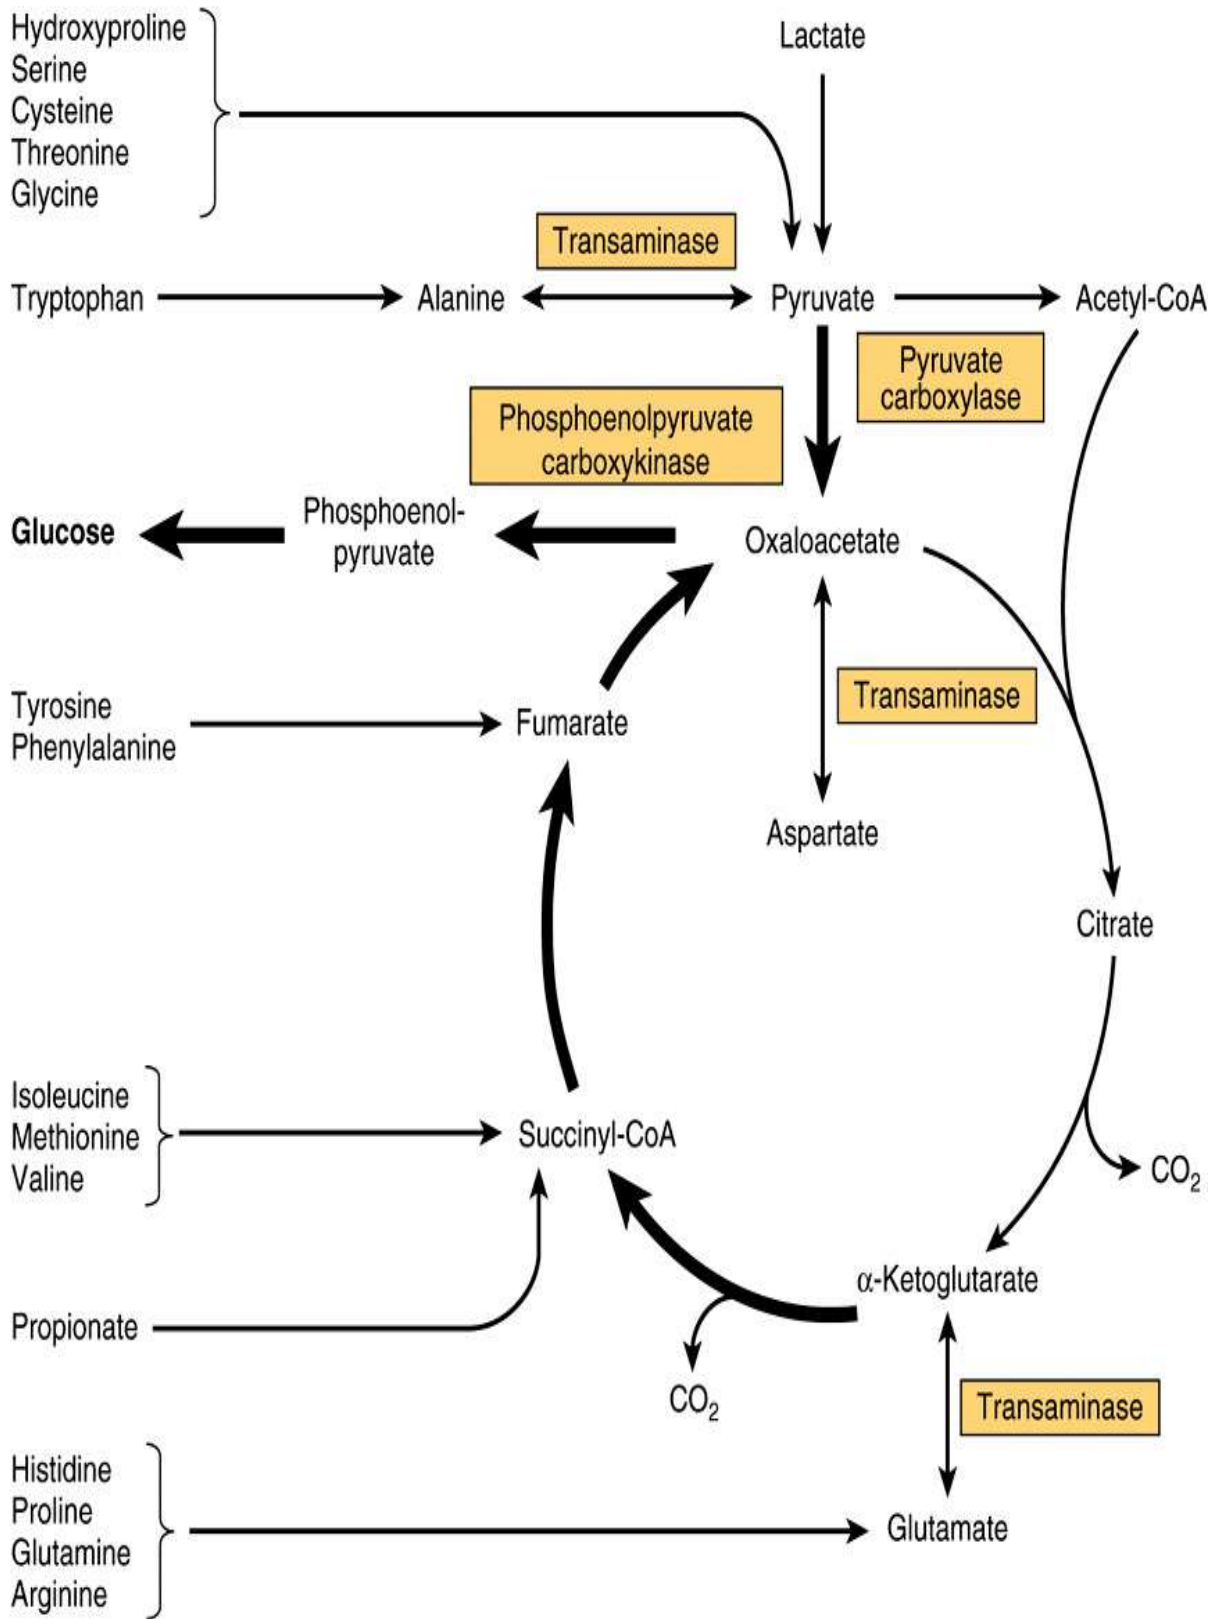 Hydroxyproline
Serine
Cysteine
Threonine
Glycine
Lactate
Transaminase
Tryptophan
Alanine
Pyruvate
Acetyl-CoA
Pyruvate
carboxylase
Phosphoenolpyruvate
carboxykinase
Glucose
Phosphoenol-
pyruvate
Oxaloacetate
Tyrosine
Phenylalanine
Fumarate
Transaminase
Aspartate
Citrate
Isoleucine
Methionine
Valine
Succinyl-CoA
CO₂
Propionate
α-Ketoglutarate
CO₂
Transaminase
Histidine
Proline
Glutamine
Arginine
Glutamate